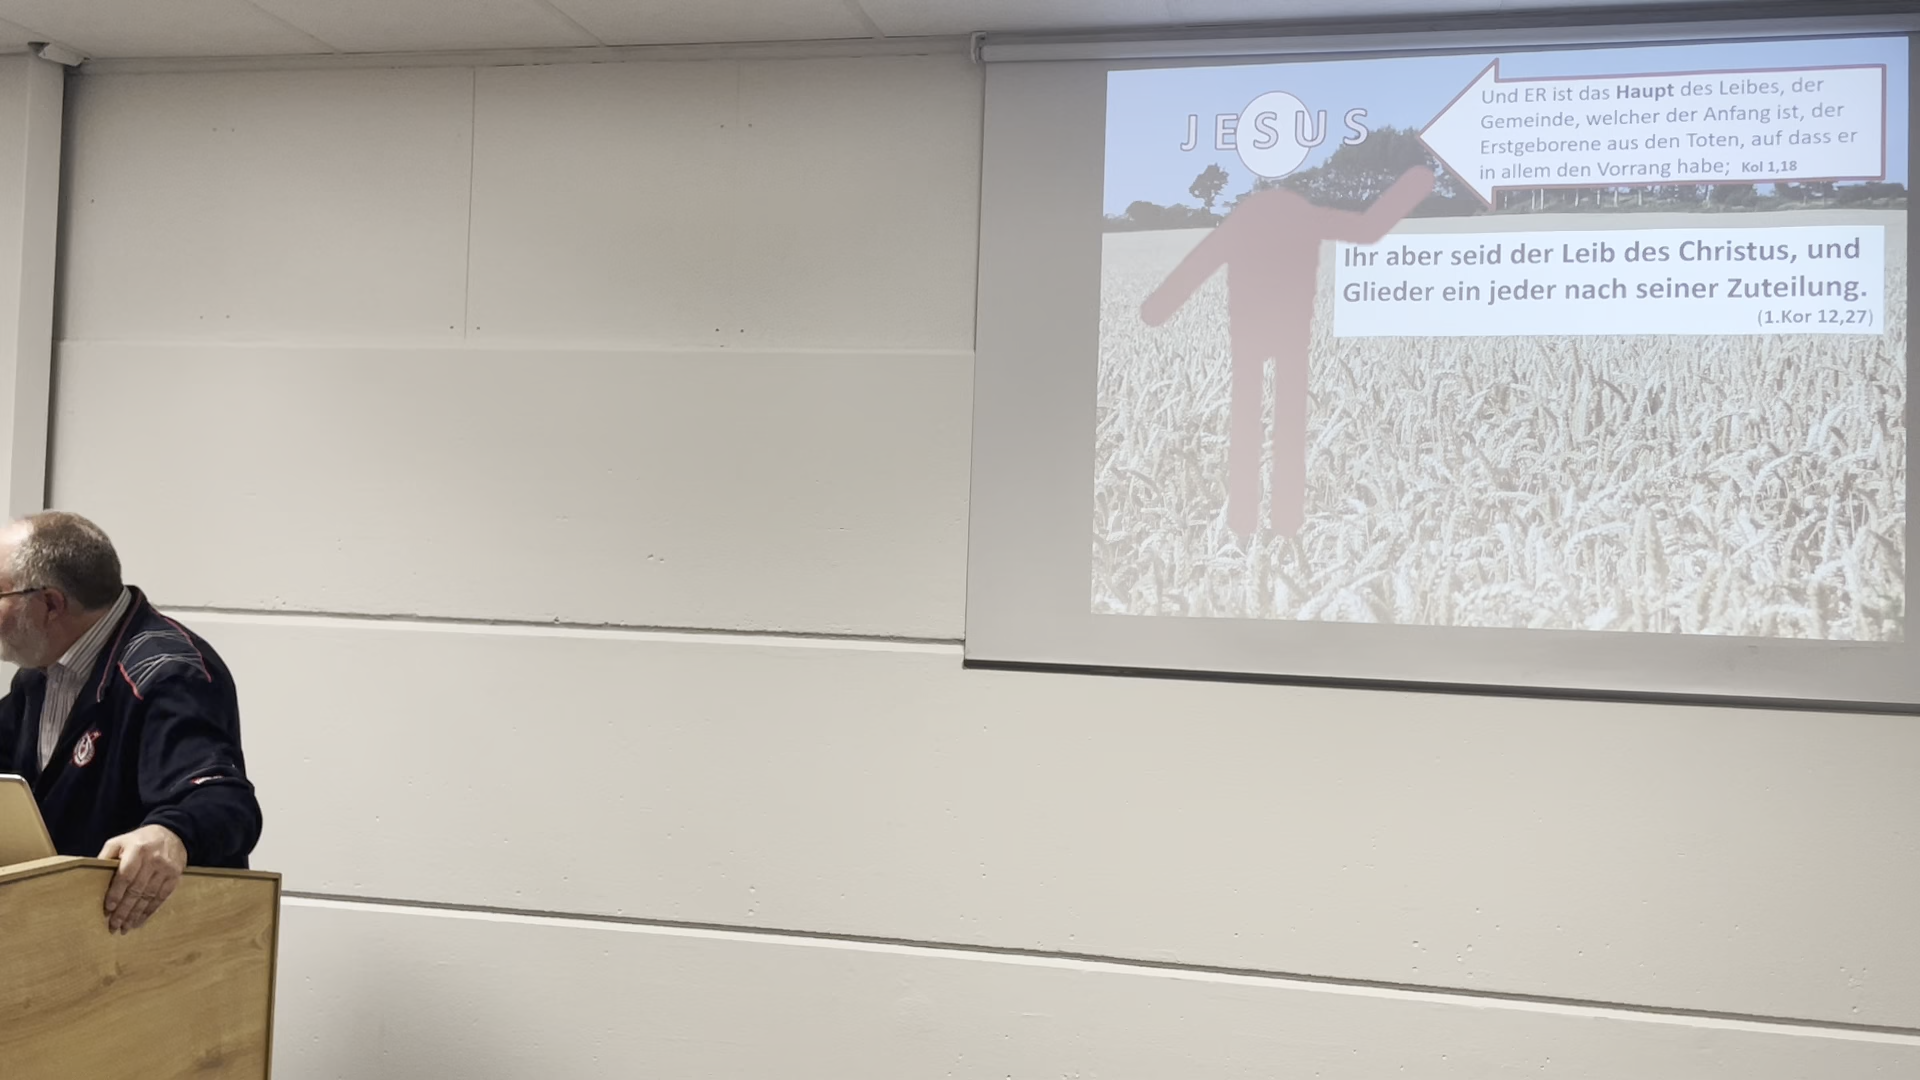 JESUS
Und ER ist das Haupt des Leibes, der
Gemeinde, welcher der Anfang ist, der
Erstgeborene aus den Toten, auf dass er
in allem den Vorrang habe; Kol 1,18
Ihr aber seid der Leib des Christus, und
Glieder ein jeder nach seiner Zuteilung.
(1.Kor 12,27)